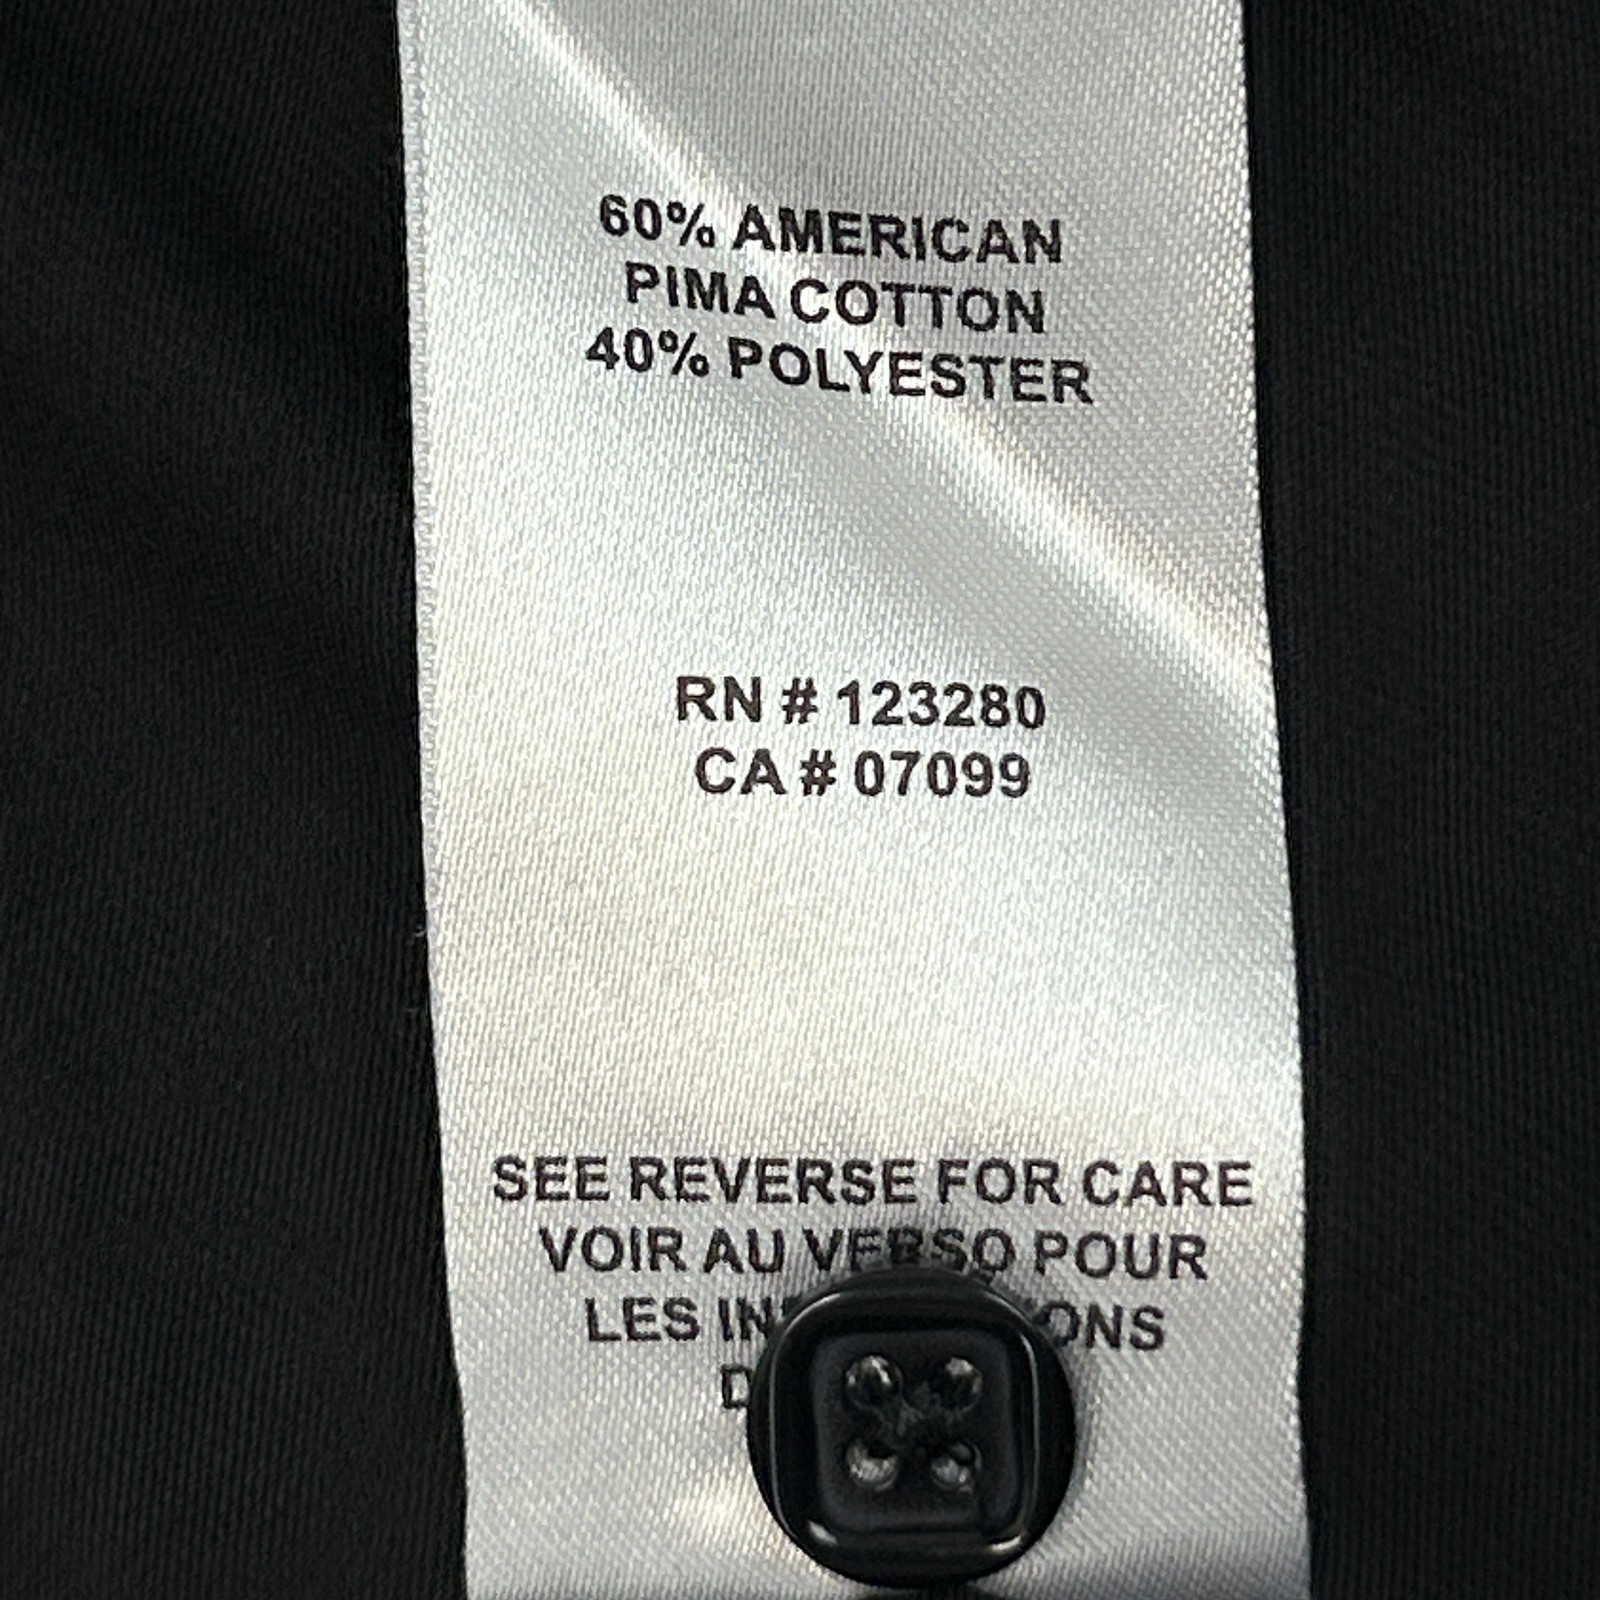 60% AMERICAN
PIMA COTTON
40% POLYESTER
RN # 123280
CA # 07099
SEE REVERSE FOR CARE
VOIR AU VERSO POUR
LES